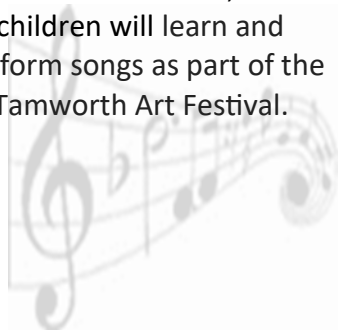 children will learn and
form songs as part of the
Tamworth Art Festival.